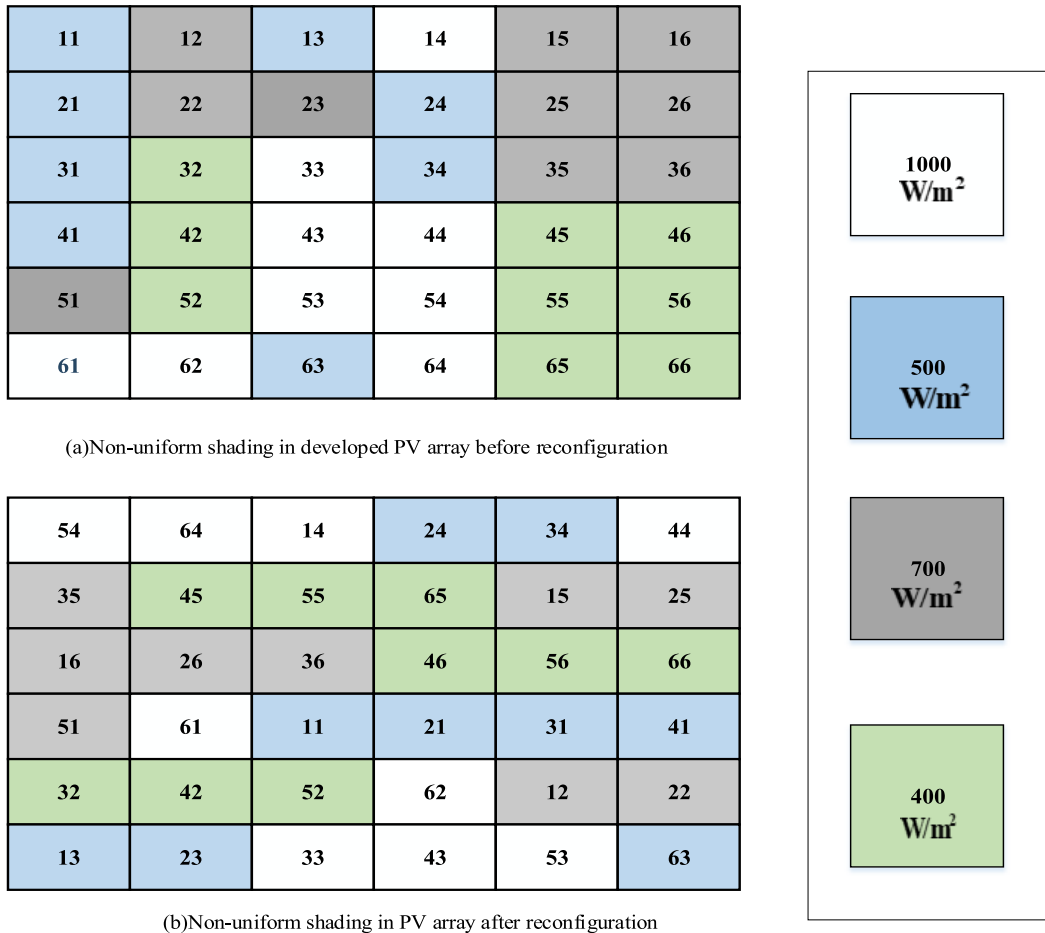 11 12 13 14 15 16
21 22 23 24 25 26
31 32 33 34 35 36
41 42 43 44 45 46
51 52 53 54 55 56
61 62 63 64 65 66
(a)Non-uniform shading in developed PV array before reconfiguration
54 64 14 24 34 44
35 45 55 65 15 25
16 26 36 46 56 66
51 61 11 21 31 41
32 42 52 62 12 22
13 23 33 43 53 63
(b)Non-uniform shading in PV array after reconfiguration
1000
W/m²
500
W/m²
700
W/m²
400
W/m²